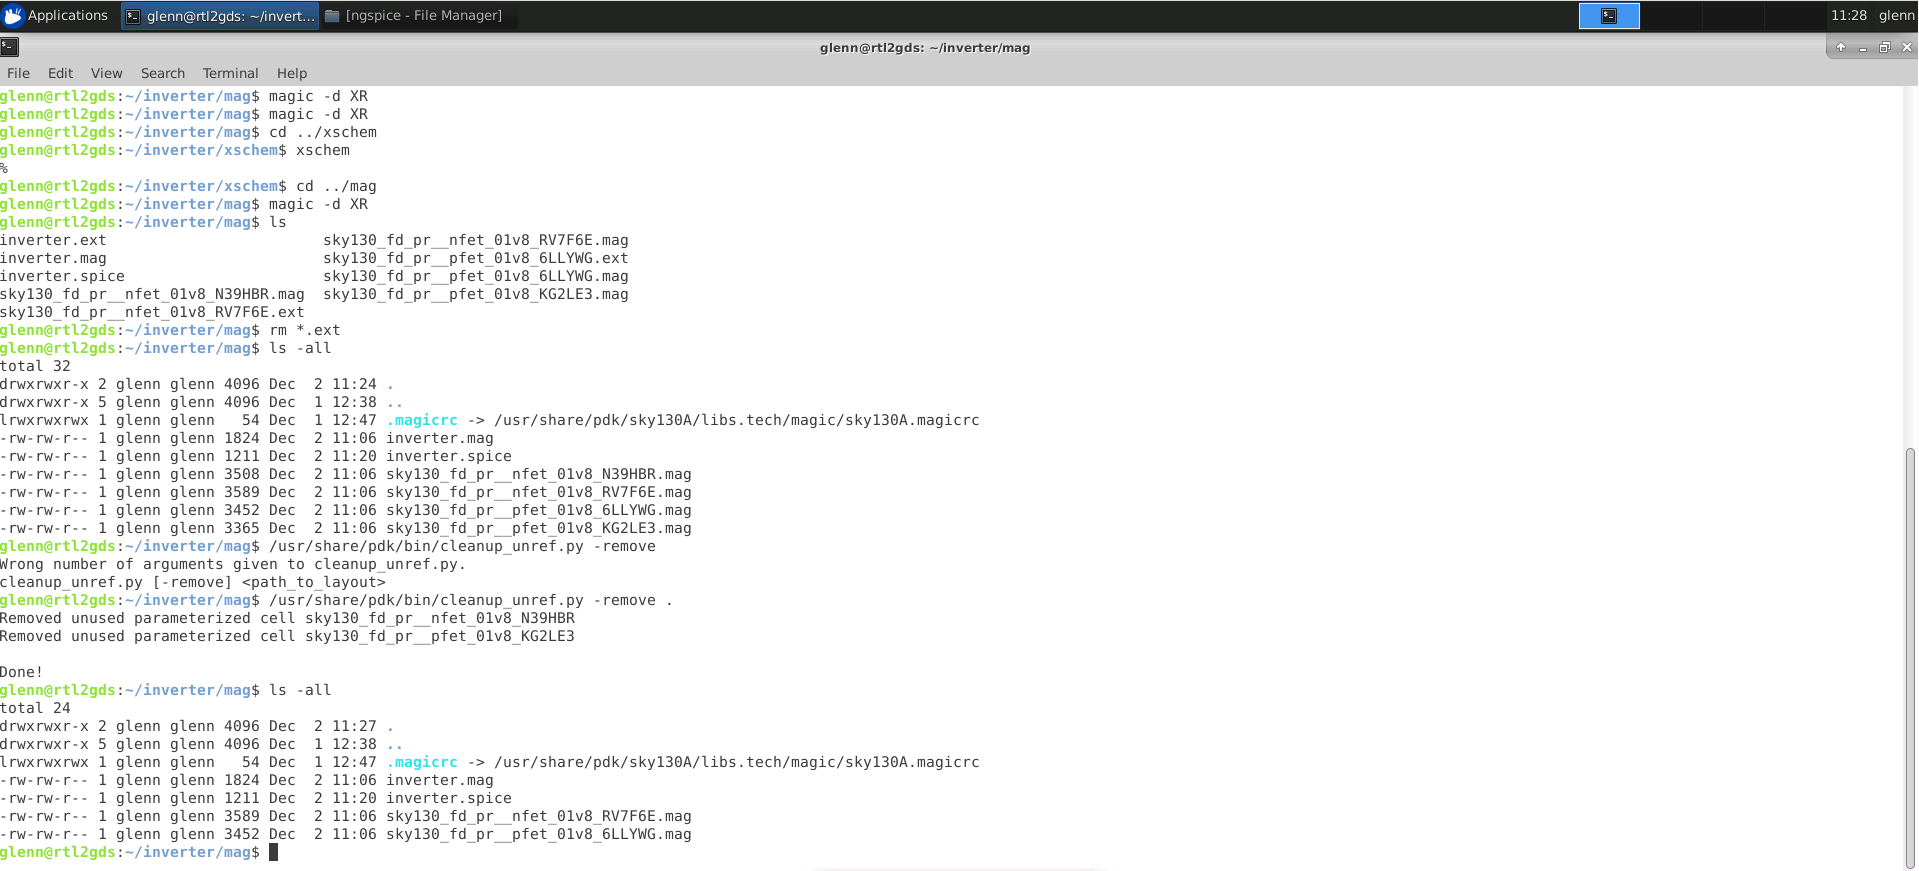 Applications glenn@rtl2gds: ~/invert... [ngspice - File Manager] 11:28 glenn
glenn@rtl2gds: ~/inverter/mag
File Edit View Search Terminal Help
glenn@rtl2gds:~/inverter/mag$ magic -d XR
glenn@rtl2gds:~/inverter/mag$ magic -d XR
glenn@rtl2gds:~/inverter/mag$ cd ../xschem
glenn@rtl2gds:~/inverter/xschem$ xschem
%
glenn@rtl2gds:~/inverter/xschem$ cd ../mag
glenn@rtl2gds:~/inverter/mag$ magic -d XR
glenn@rtl2gds:~/inverter/mag$ ls
inverter.ext                        sky130_fd_pr__nfet_01v8_RV7F6E.mag
inverter.mag                        sky130_fd_pr__pfet_01v8_6LLYWG.ext
inverter.spice                      sky130_fd_pr__pfet_01v8_6LLYWG.mag
sky130_fd_pr__nfet_01v8_N39HBR.mag  sky130_fd_pr__pfet_01v8_KG2LE3.mag
sky130_fd_pr__nfet_01v8_RV7F6E.ext
glenn@rtl2gds:~/inverter/mag$ rm *.ext
glenn@rtl2gds:~/inverter/mag$ ls -all
total 32
drwxrwxr-x 2 glenn glenn 4096 Dec  2 11:24 .
drwxrwxr-x 5 glenn glenn 4096 Dec  1 12:38 ..
lrwxrwxrwx 1 glenn glenn   54 Dec  1 12:47 .magicrc -> /usr/share/pdk/sky130A/libs.tech/magic/sky130A.magicrc
-rw-rw-r-- 1 glenn glenn 1824 Dec  2 11:06 inverter.mag
-rw-rw-r-- 1 glenn glenn 1211 Dec  2 11:20 inverter.spice
-rw-rw-r-- 1 glenn glenn 3508 Dec  2 11:06 sky130_fd_pr__nfet_01v8_N39HBR.mag
-rw-rw-r-- 1 glenn glenn 3589 Dec  2 11:06 sky130_fd_pr__nfet_01v8_RV7F6E.mag
-rw-rw-r-- 1 glenn glenn 3452 Dec  2 11:06 sky130_fd_pr__pfet_01v8_6LLYWG.mag
-rw-rw-r-- 1 glenn glenn 3365 Dec  2 11:06 sky130_fd_pr__pfet_01v8_KG2LE3.mag
glenn@rtl2gds:~/inverter/mag$ /usr/share/pdk/bin/cleanup_unref.py -remove
Wrong number of arguments given to cleanup_unref.py.
cleanup_unref.py [-remove] <path_to_layout>
glenn@rtl2gds:~/inverter/mag$ /usr/share/pdk/bin/cleanup_unref.py -remove .
Removed unused parameterized cell sky130_fd_pr__nfet_01v8_N39HBR
Removed unused parameterized cell sky130_fd_pr__pfet_01v8_KG2LE3
Done!
glenn@rtl2gds:~/inverter/mag$ ls -all
total 24
drwxrwxr-x 2 glenn glenn 4096 Dec  2 11:27 .
drwxrwxr-x 5 glenn glenn 4096 Dec  1 12:38 ..
lrwxrwxrwx 1 glenn glenn   54 Dec  1 12:47 .magicrc -> /usr/share/pdk/sky130A/libs.tech/magic/sky130A.magicrc
-rw-rw-r-- 1 glenn glenn 1824 Dec  2 11:06 inverter.mag
-rw-rw-r-- 1 glenn glenn 1211 Dec  2 11:20 inverter.spice
-rw-rw-r-- 1 glenn glenn 3589 Dec  2 11:06 sky130_fd_pr__nfet_01v8_RV7F6E.mag
-rw-rw-r-- 1 glenn glenn 3452 Dec  2 11:06 sky130_fd_pr__pfet_01v8_6LLYWG.mag
glenn@rtl2gds:~/inverter/mag$